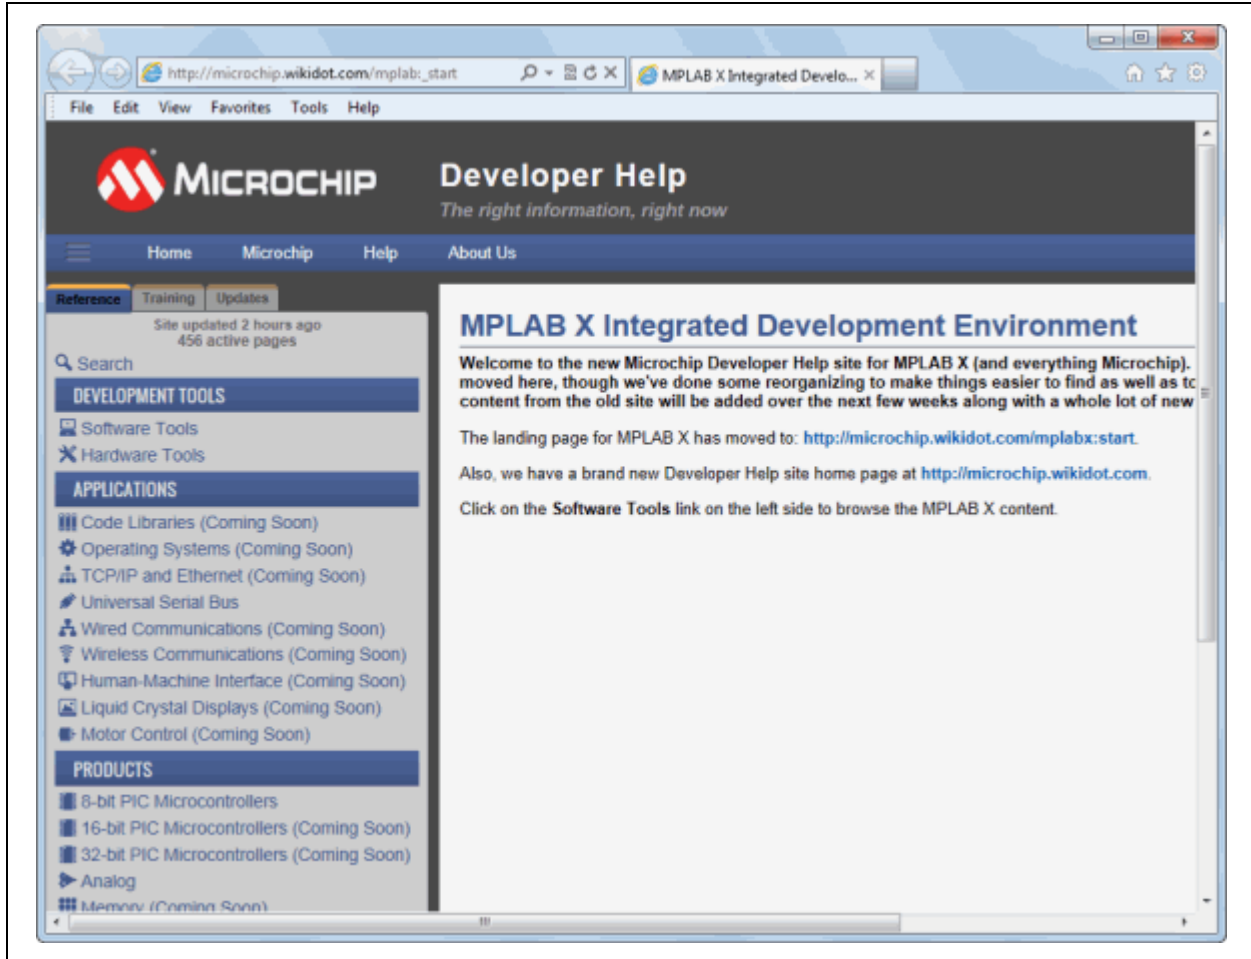 http://microchip.wikidot.com/mplab:_start
MPLAB X Integrated Develo...
File Edit View Favorites Tools Help
MICROCHIP
Developer Help
The right information, right now
Home Microchip Help About Us
Reference Training Updates
Site updated 2 hours ago
456 active pages
Search
DEVELOPMENT TOOLS
Software Tools
Hardware Tools
APPLICATIONS
Code Libraries (Coming Soon)
Operating Systems (Coming Soon)
TCP/IP and Ethernet (Coming Soon)
Universal Serial Bus
Wired Communications (Coming Soon)
Wireless Communications (Coming Soon)
Human-Machine Interface (Coming Soon)
Liquid Crystal Displays (Coming Soon)
Motor Control (Coming Soon)
PRODUCTS
8-bit PIC Microcontrollers
16-bit PIC Microcontrollers (Coming Soon)
32-bit PIC Microcontrollers (Coming Soon)
Analog
Memory (Coming Soon)
MPLAB X Integrated Development Environment
Welcome to the new Microchip Developer Help site for MPLAB X (and everything Microchip).
moved here, though we've done some reorganizing to make things easier to find as well as to
content from the old site will be added over the next few weeks along with a whole lot of new
The landing page for MPLAB X has moved to: http://microchip.wikidot.com/mplabx:start.
Also, we have a brand new Developer Help site home page at http://microchip.wikidot.com.
Click on the Software Tools link on the left side to browse the MPLAB X content.